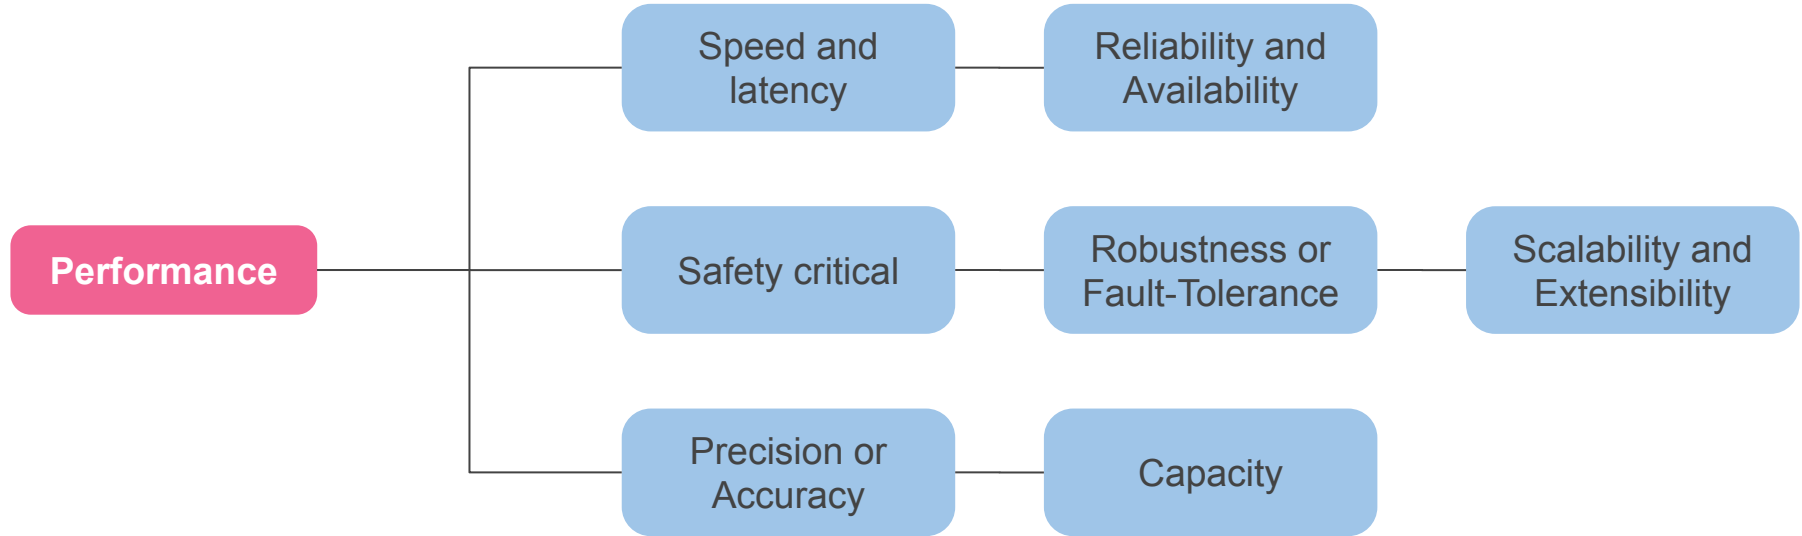 Performance
Speed and
latency
Reliability and
Availability
Safety critical
Robustness or
Fault-Tolerance
Scalability and
Extensibility
Precision or
Accuracy
Capacity